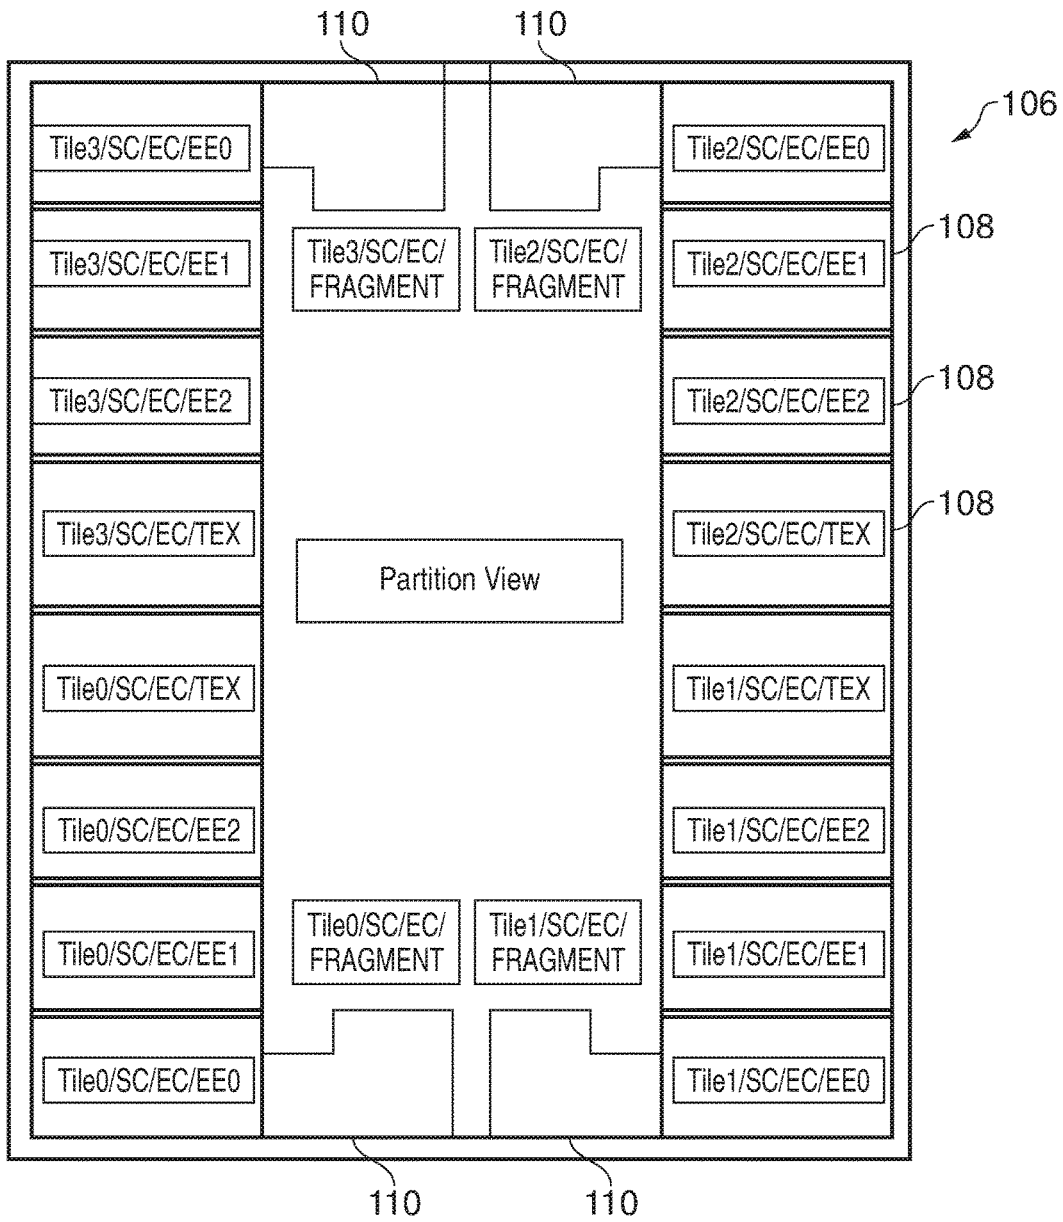 110
110
106
Tile3/SC/EC/EE0
Tile2/SC/EC/EE0
108
Tile3/SC/EC/EE1
Tile3/SC/EC/
FRAGMENT
Tile2/SC/EC/
FRAGMENT
Tile2/SC/EC/EE1
108
Tile3/SC/EC/EE2
Tile2/SC/EC/EE2
108
Tile3/SC/EC/TEX
Tile2/SC/EC/TEX
Partition View
Tile0/SC/EC/TEX
Tile1/SC/EC/TEX
Tile0/SC/EC/EE2
Tile1/SC/EC/EE2
Tile0/SC/EC/EE1
Tile0/SC/EC/
FRAGMENT
Tile1/SC/EC/
FRAGMENT
Tile1/SC/EC/EE1
Tile0/SC/EC/EE0
Tile1/SC/EC/EE0
110
110